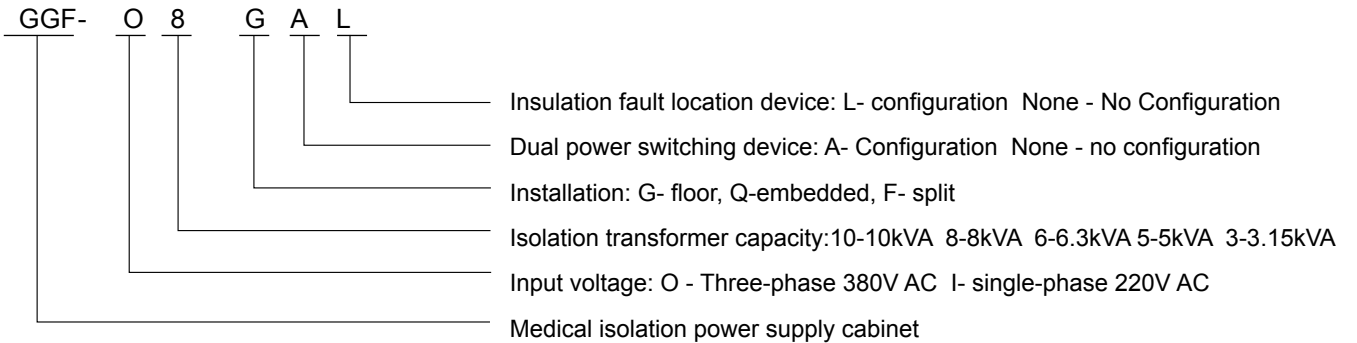 GGF- O 8 G A L
Insulation fault location device: L- configuration None - No Configuration
Dual power switching device: A- Configuration None - no configuration
Installation: G- floor, Q-embedded, F- split
Isolation transformer capacity:10-10kVA 8-8kVA 6-6.3kVA 5-5kVA 3-3.15kVA
Input voltage: O - Three-phase 380V AC I- single-phase 220V AC
Medical isolation power supply cabinet